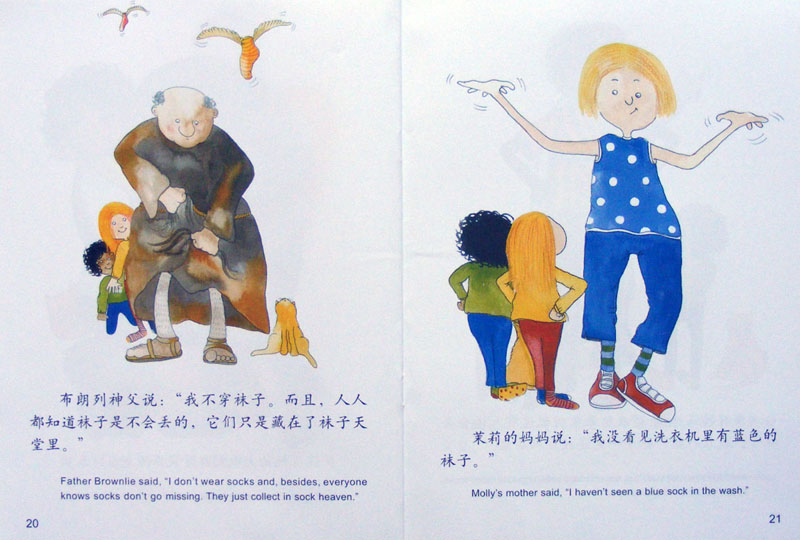 布朗列神父说：“我不穿袜子。而且，人人
都知道袜子是不会丢的，它们只是藏在了袜子天
堂里。”
Father Brownlie said, “I don’t wear socks and, besides, everyone
knows socks don’t go missing. They just collect in sock heaven.”
20
茉莉的妈妈说：“我没看见洗衣机里有蓝色的
袜子。”
Molly’s mother said, “I haven’t seen a blue sock in the wash.”
21